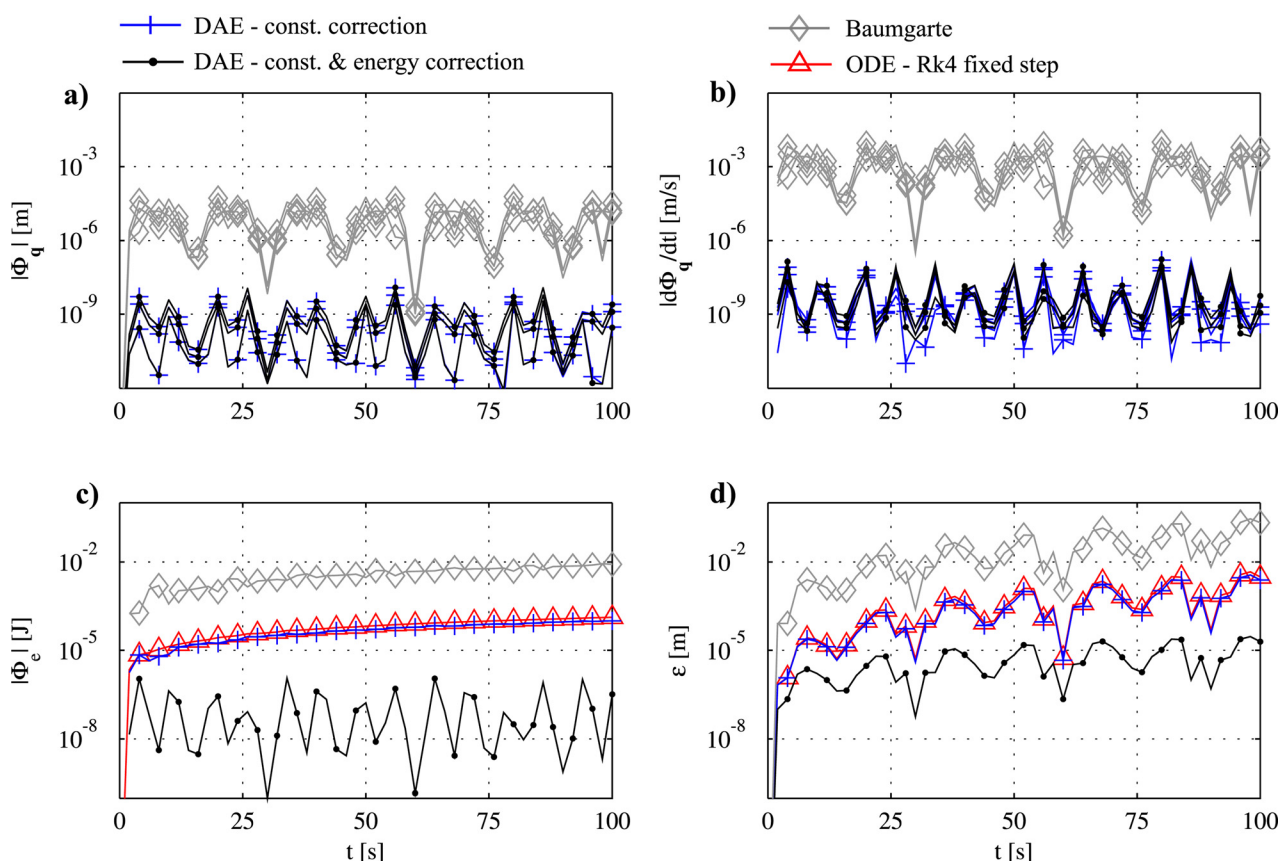 DAE - const. correction
DAE - const. & energy correction
Baumgarte
ODE - Rk4 fixed step
a)
|Φq | [m]
10-3
10-6
10-9
0 25 50 75 100
b)
|dΦq /dt| [m/s]
10-3
10-6
10-9
0 25 50 75 100
c)
|Φe | [J]
10-2
10-5
10-8
0 25 50 75 100
t [s]
d)
ε [m]
10-2
10-5
10-8
0 25 50 75 100
t [s]